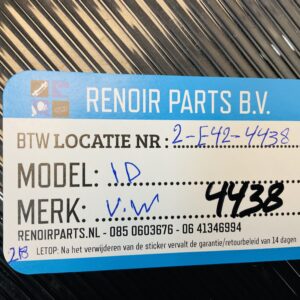 RENOIR PARTS B.V.
BTW LOCATIE NR : 2-E42-4438
MODEL: ID
MERK: V.W 4438
RENOIRPARTS.NL - 085 0603676 - 06 41346994
LETOP: Na het verwijderen van de sticker vervalt de garantie/retourbeleid van 14 dagen